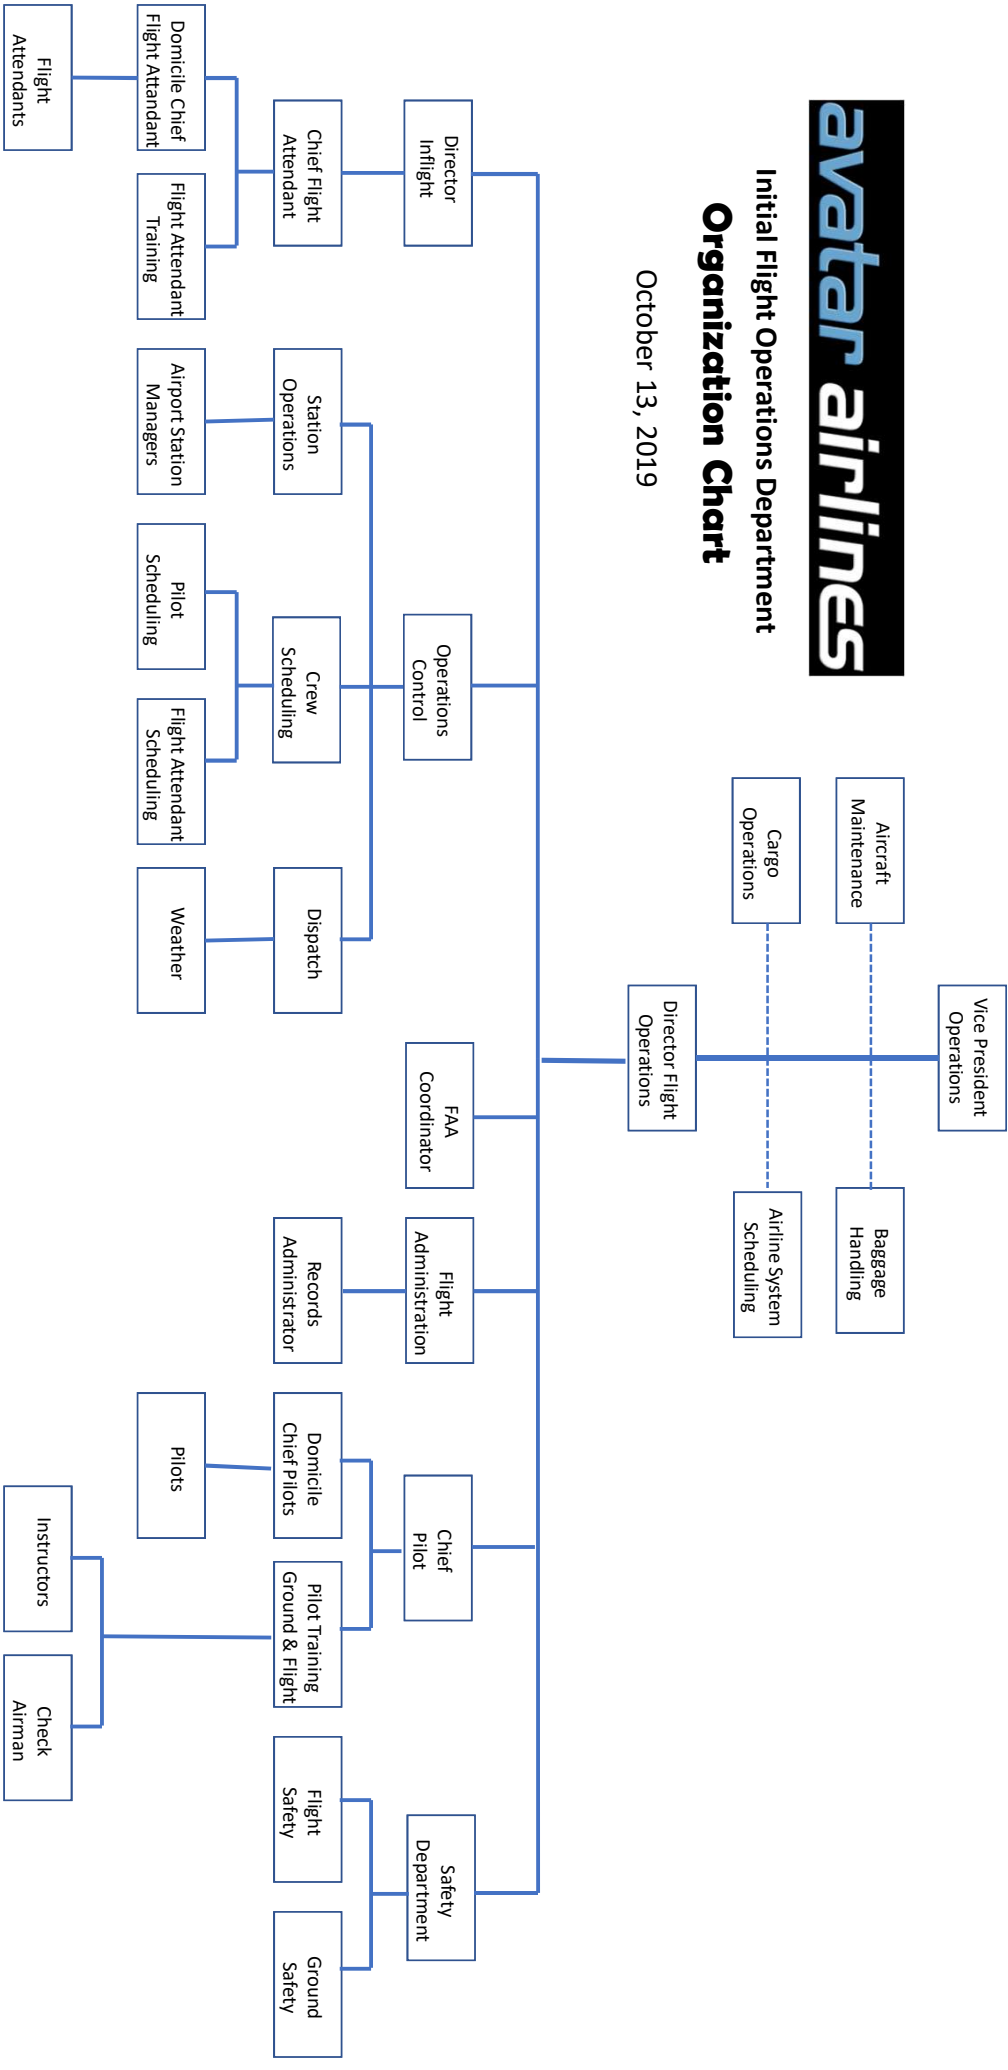 avatar airlines
Initial Flight Operations Department
Organization Chart
October 13, 2019
Vice President
Operations
Aircraft
Maintenance
Baggage
Handling
Cargo
Operations
Airline System
Scheduling
Director Flight
Operations
Director
Inflight
Operations
Control
FAA
Coordinator
Flight
Administration
Chief
Pilot
Safety
Department
Chief Flight
Attendant
Station
Operations
Crew
Scheduling
Dispatch
Records
Administrator
Domicile
Chief Pilots
Pilot Training
Ground & Flight
Flight
Safety
Ground
Safety
Domicile Chief
Flight Attandant
Flight Attendant
Training
Airport Station
Managers
Pilot
Scheduling
Flight Attendant
Scheduling
Weather
Pilots
Flight
Attendants
Instructors
Check
Airman